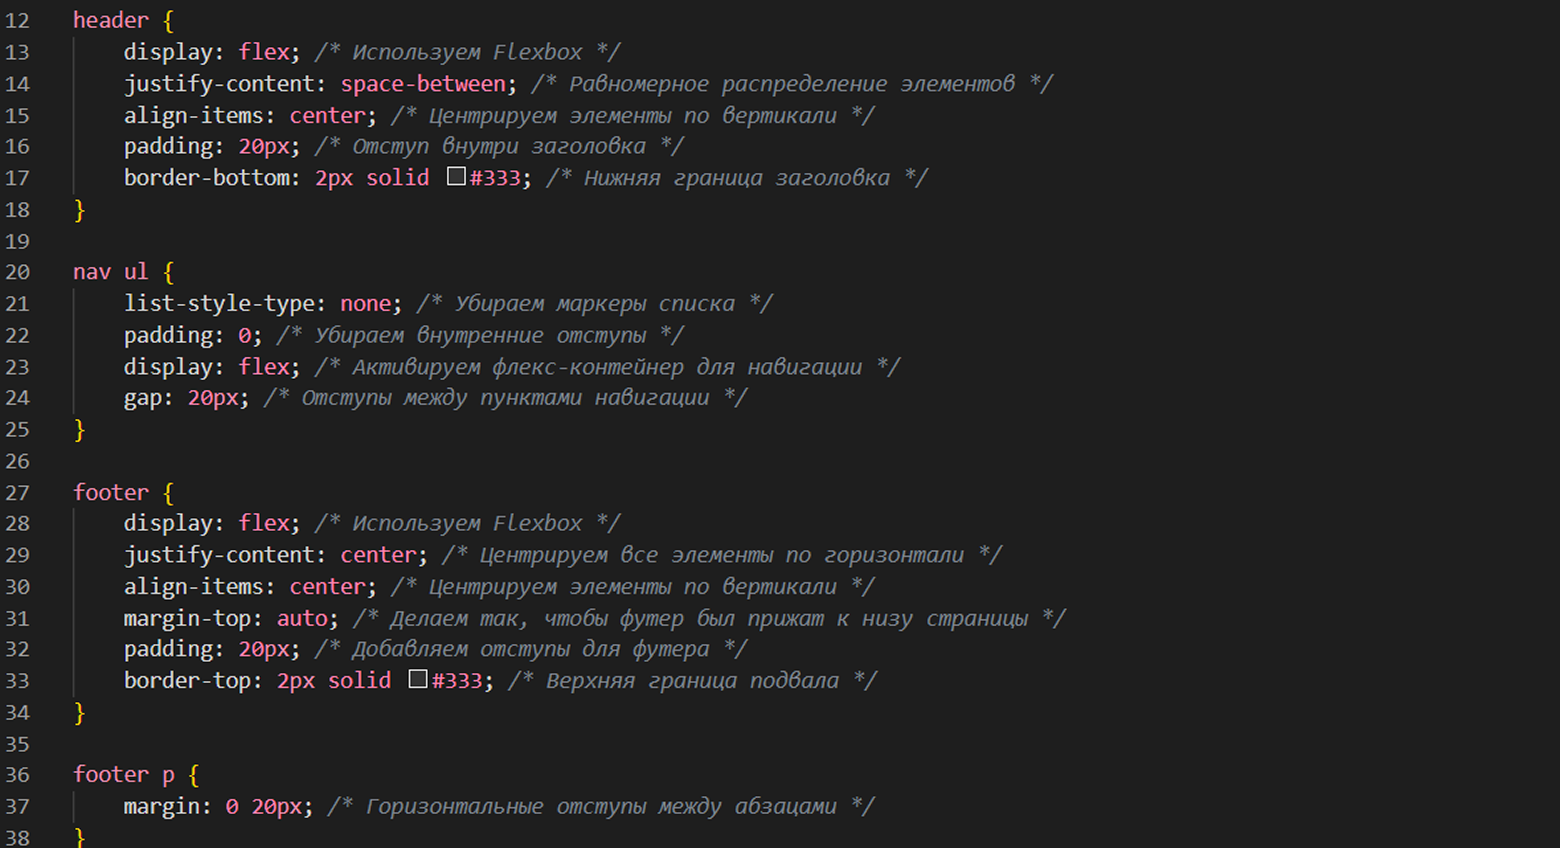 12 header {
13 display: flex; /* Используем Flexbox */
14 justify-content: space-between; /* Равномерное распределение элементов */
15 align-items: center; /* Центрируем элементы по вертикали */
16 padding: 20px; /* Отступ внутри заголовка */
17 border-bottom: 2px solid #333; /* Нижняя граница заголовка */
18 }
19
20 nav ul {
21 list-style-type: none; /* Убираем маркеры списка */
22 padding: 0; /* Убираем внутренние отступы */
23 display: flex; /* Активируем флекс-контейнер для навигации */
24 gap: 20px; /* Отступы между пунктами навигации */
25 }
26
27 footer {
28 display: flex; /* Используем Flexbox */
29 justify-content: center; /* Центрируем все элементы по горизонтали */
30 align-items: center; /* Центрируем элементы по вертикали */
31 margin-top: auto; /* Делаем так, чтобы футер был прижат к низу страницы */
32 padding: 20px; /* Добавляем отступы для футера */
33 border-top: 2px solid #333; /* Верхняя граница подвала */
34 }
35
36 footer p {
37 margin: 0 20px; /* Горизонтальные отступы между абзацами */
38 }